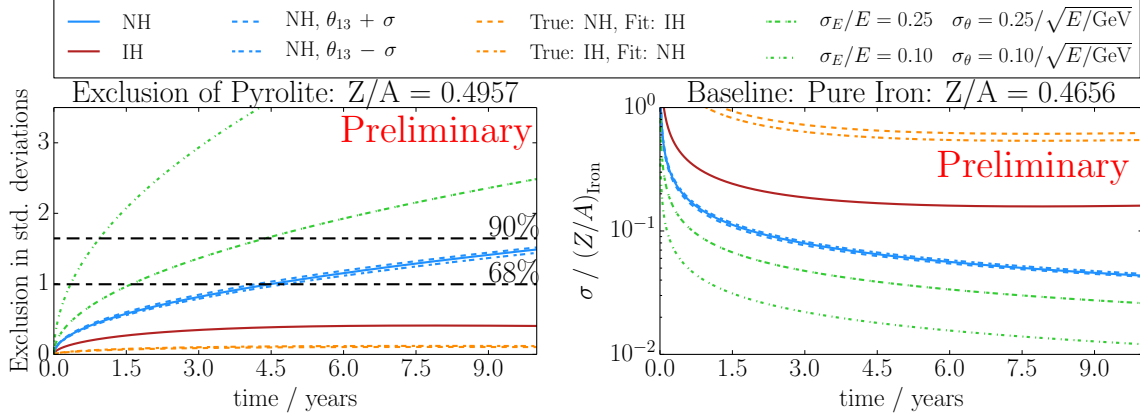 NH
NH, θ13 + σ
True: NH, Fit: IH
σE/E = 0.25 σθ = 0.25/√E/GeV
IH
NH, θ13 − σ
True: IH, Fit: NH
σE/E = 0.10 σθ = 0.10/√E/GeV
Exclusion of Pyrolite: Z/A = 0.4957
Preliminary
90%
68%
Exclusion in std. deviations
3
2
1
0
0.0 1.5 3.0 4.5 6.0 7.5 9.0
time / years
Baseline: Pure Iron: Z/A = 0.4656
Preliminary
σ / (Z/A)Iron
10^0
10^−1
10^−2
0.0 1.5 3.0 4.5 6.0 7.5 9.0
time / years